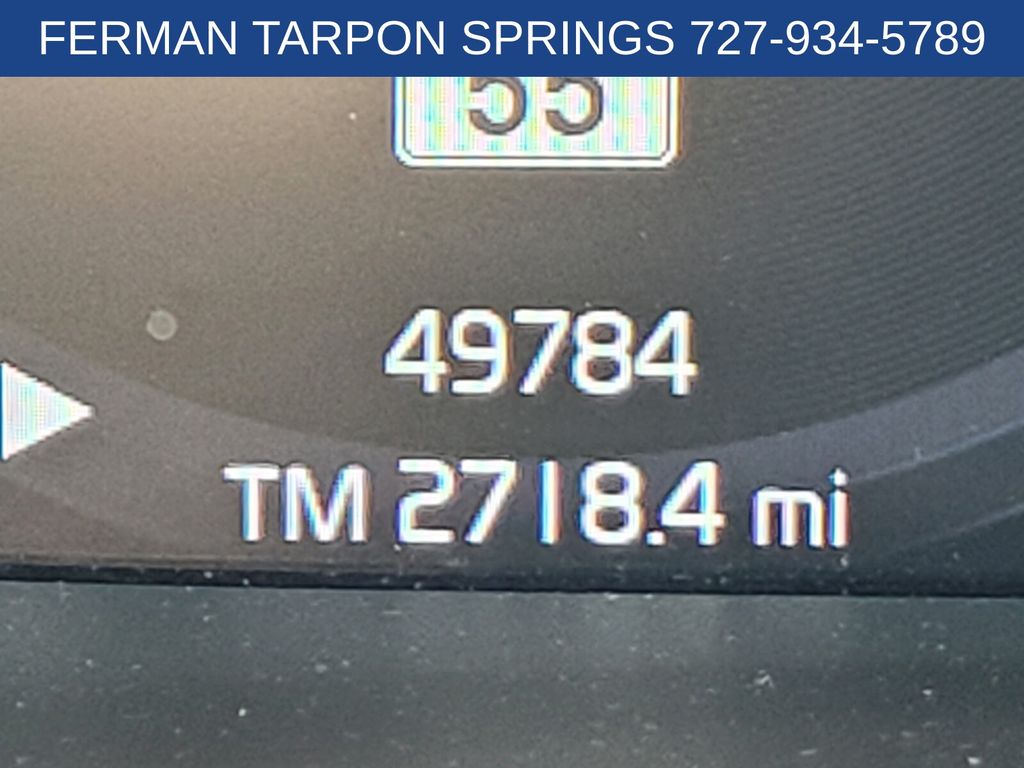 FERMAN TARPON SPRINGS 727-934-5789
55
49784
TM 2718.4 mi